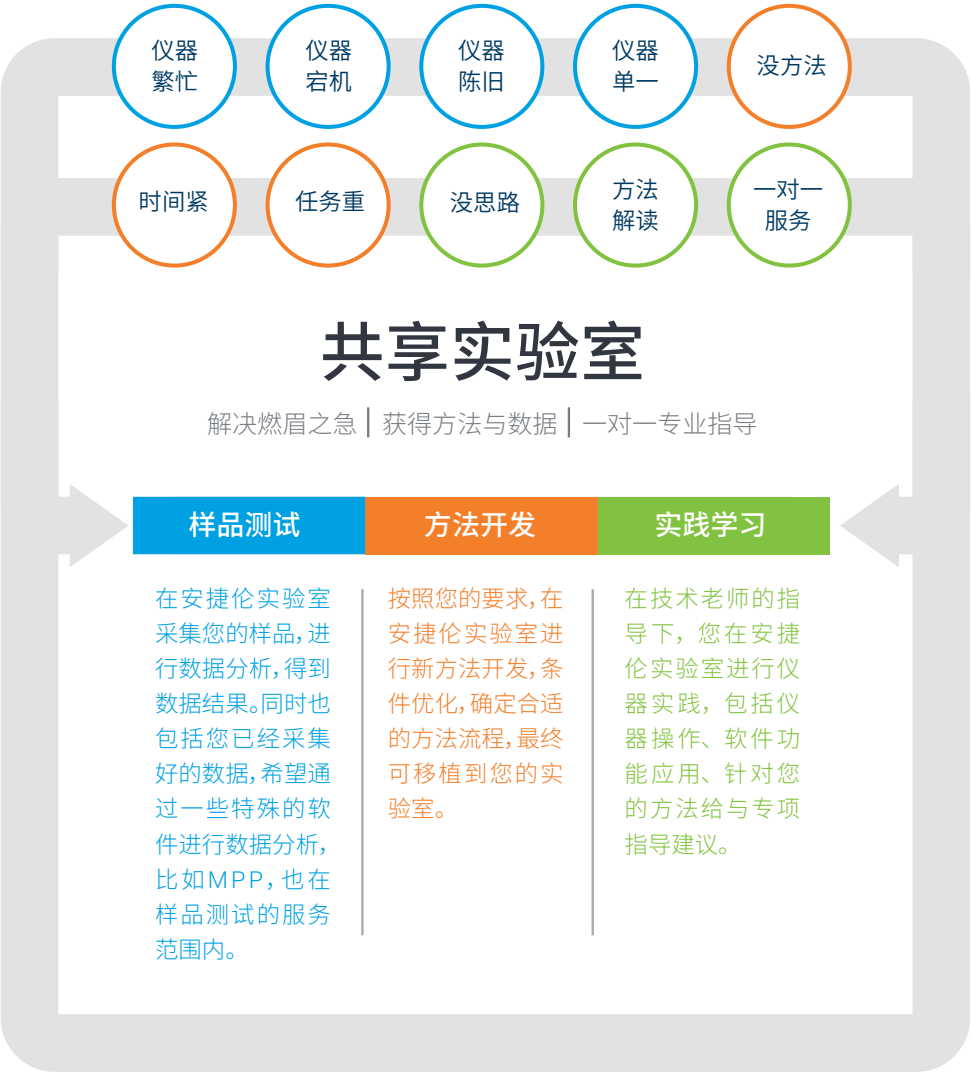 仪器
繁忙
仪器
宕机
仪器
陈旧
仪器
单一
没方法
时间紧
任务重
没思路
方法
解读
一对一
服务
共享实验室
解决燃眉之急 | 获得方法与数据 | 一对一专业指导
样品测试
在安捷伦实验室
采集您的样品,进
行数据分析,得到
数据结果。同时也
包括您已经采集
好的数据,希望通
过一些特殊的软
件进行数据分析,
比如MPP,也在
样品测试的服务
范围内。
方法开发
按照您的要求,在
安捷伦实验室进
行新方法开发,条
件优化,确定合适
的方法流程,最终
可移植到您的实
验室。
实践学习
在技术老师的指
导下,您在安捷
伦实验室进行仪
器实践,包括仪
器操作、软件功
能应用、针对您
的方法给与专项
指导建议。